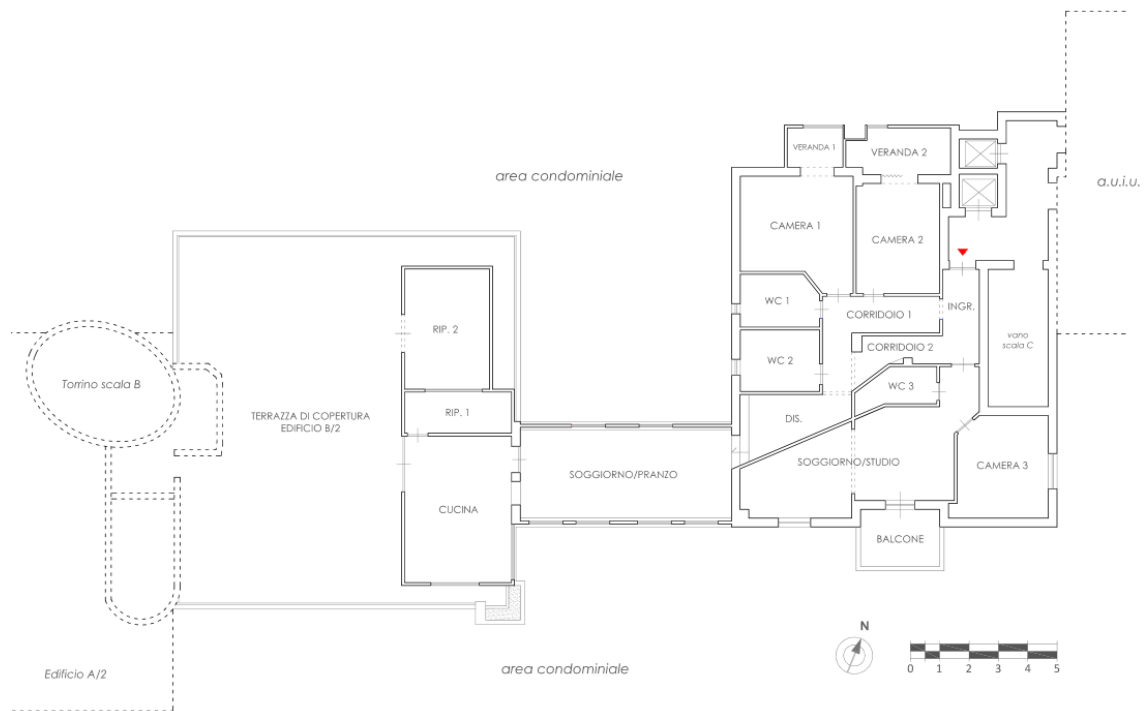 area condominiale
a.u.i.u.
VERANDA 1
VERANDA 2
CAMERA 1
CAMERA 2
WC 1
CORRIDOIO 1
INGR.
vano
scala C
RIP. 2
WC 2
CORRIDOIO 2
WC 3
Torrino scala B
TERRAZZA DI COPERTURA
EDIFICIO B/2
RIP. 1
DIS.
SOGGIORNO/STUDIO
CAMERA 3
SOGGIORNO/PRANZO
CUCINA
BALCONE
N
area condominiale
Edificio A/2
0 1 2 3 4 5